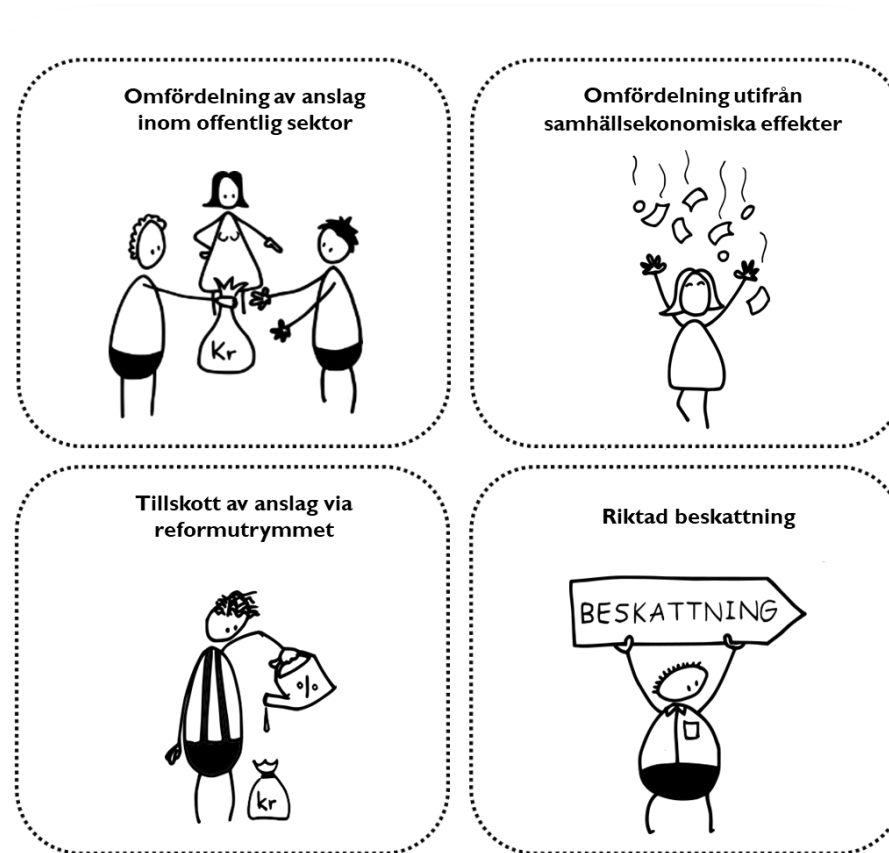 Omfördelning av anslag
inom offentlig sektor
Kr
Omfördelning utifrån
samhällsekonomiska effekter
Tillskott av anslag via
reformutrymmet
%
kr
Riktad beskattning
BESKATTNING